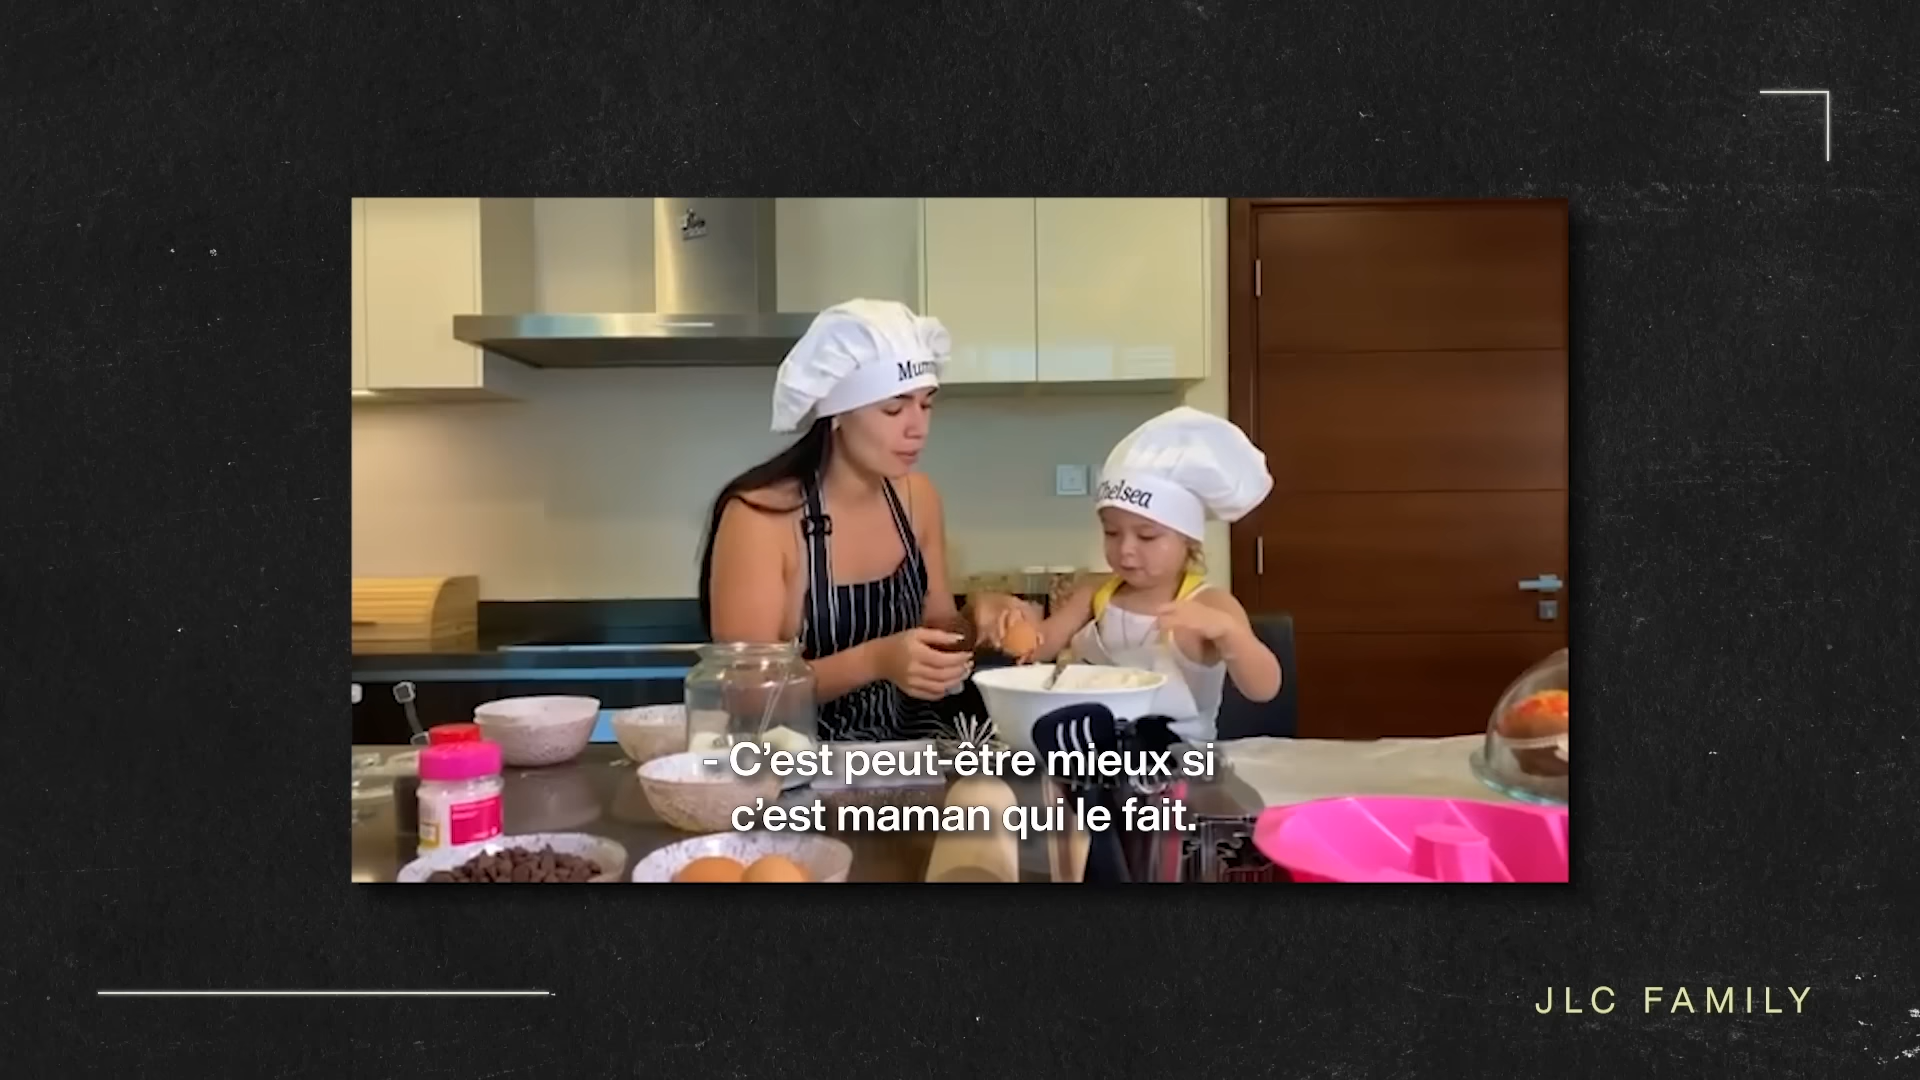 Chelsea
- C’est peut-être mieux si
c’est maman qui le fait.
JLC FAMILY